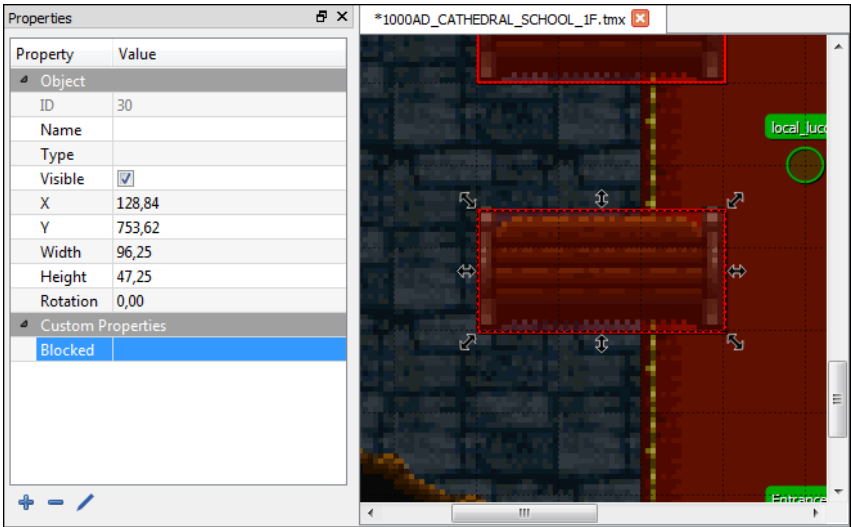 Properties
*1000AD_CATHEDRAL_SCHOOL_1F.tmx
Property Value
Object
ID 30
Name
Type
Visible
X 128,84
Y 753,62
Width 96,25
Height 47,25
Rotation 0,00
Custom Properties
Blocked
local_lucc
Entrance